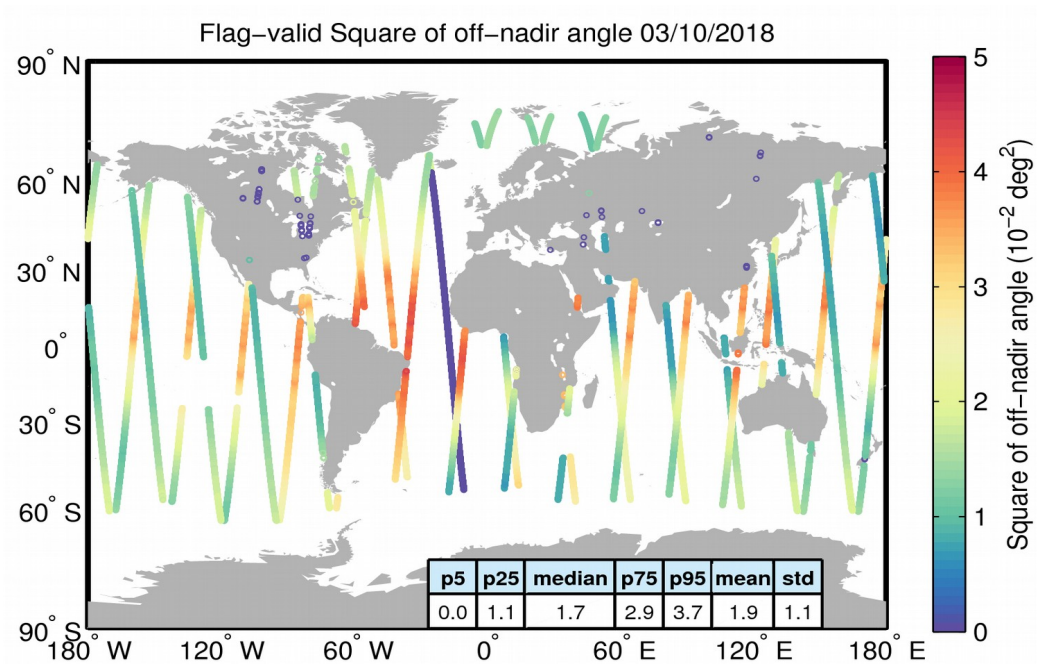 Flag-valid Square of off-nadir angle 03/10/2018
90° N
60° N
30° N
0°
30° S
60° S
90° S
180° W
120° W
60° W
0°
60° E
120° E
180° E
p5 p25 median p75 p95 mean std
0.0 1.1 1.7 2.9 3.7 1.9 1.1
5
4
3
2
1
0
Square of off-nadir angle (10⁻² deg²)